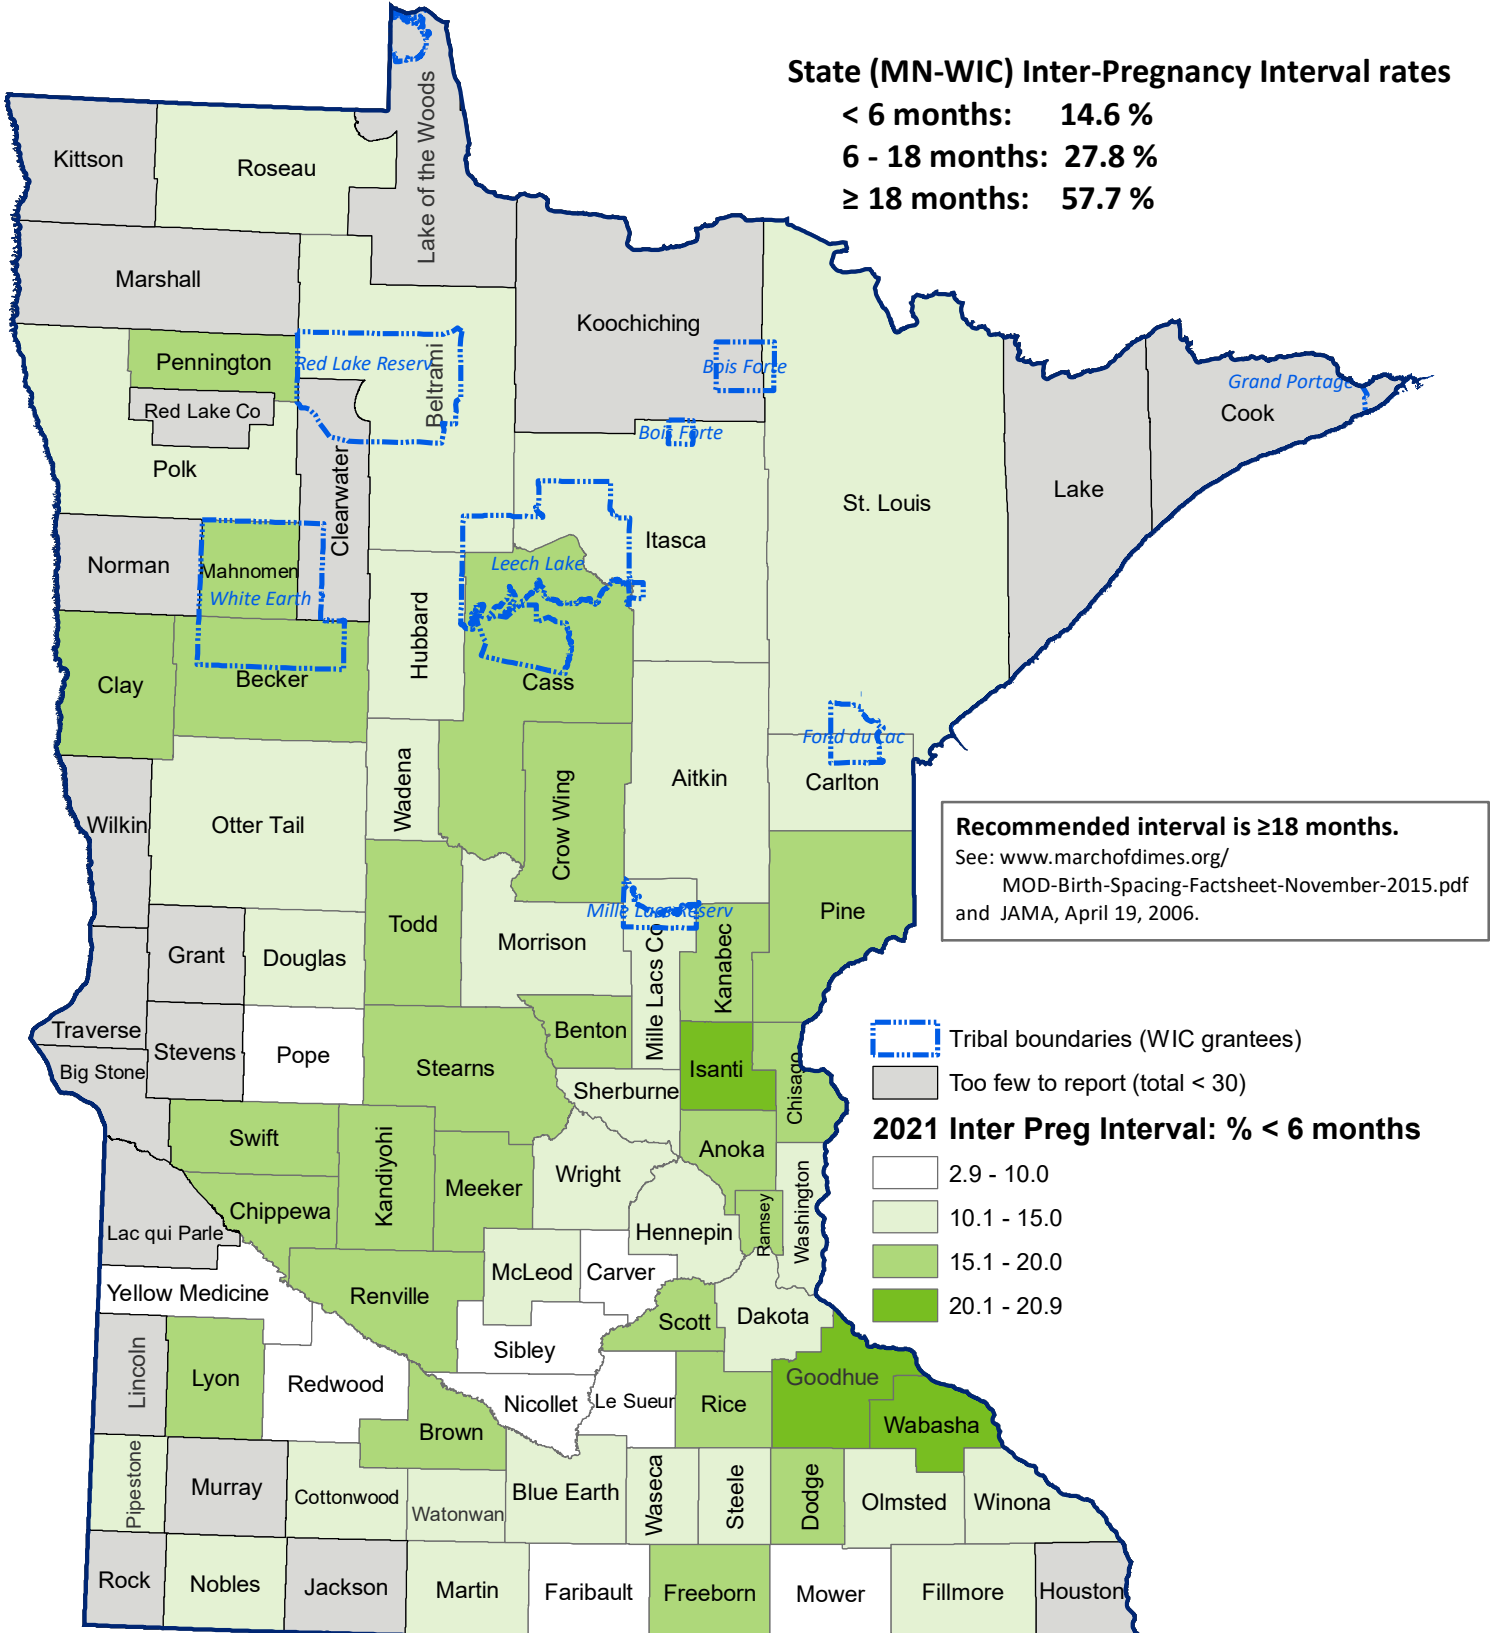 State (MN-WIC) Inter-Pregnancy Interval rates
< 6 months: 14.6 %
6 - 18 months: 27.8 %
≥ 18 months: 57.7 %
Kittson
Roseau
Lake of the Woods
Marshall
Koochiching
Pennington
Red Lake Reserv
Beltrami
Bois Forte
Grand Portage
Red Lake Co
Cook
Bois Forte
Polk
Clearwater
Lake
St. Louis
Itasca
Norman
Mahnomen
White Earth
Leech Lake
Hubbard
Clay
Becker
Cass
Fond du Lac
Wadena
Aitkin
Carlton
Wilkin
Otter Tail
Crow Wing
Recommended interval is ≥18 months.
See: www.marchofdimes.org/
MOD-Birth-Spacing-Factsheet-November-2015.pdf
and JAMA, April 19, 2006.
Mille Lacs Reserv
Pine
Todd
Morrison
Grant
Douglas
Kanabec
Mille Lacs Co
Traverse
Stevens
Pope
Benton
Big Stone
Stearns
Isanti
Chisago
Sherburne
Tribal boundaries (WIC grantees)
Too few to report (total < 30)
2021 Inter Preg Interval: % < 6 months
2.9 - 10.0
10.1 - 15.0
15.1 - 20.0
20.1 - 20.9
Swift
Kandiyohi
Anoka
Wright
Meeker
Chippewa
Washington
Ramsey
Hennepin
Lac qui Parle
McLeod
Carver
Yellow Medicine
Renville
Scott
Dakota
Sibley
Lincoln
Lyon
Redwood
Goodhue
Nicollet
Le Sueur
Rice
Brown
Wabasha
Pipestone
Murray
Cottonwood
Watonwan
Blue Earth
Waseca
Steele
Dodge
Olmsted
Winona
Rock
Nobles
Jackson
Martin
Faribault
Freeborn
Mower
Fillmore
Houston